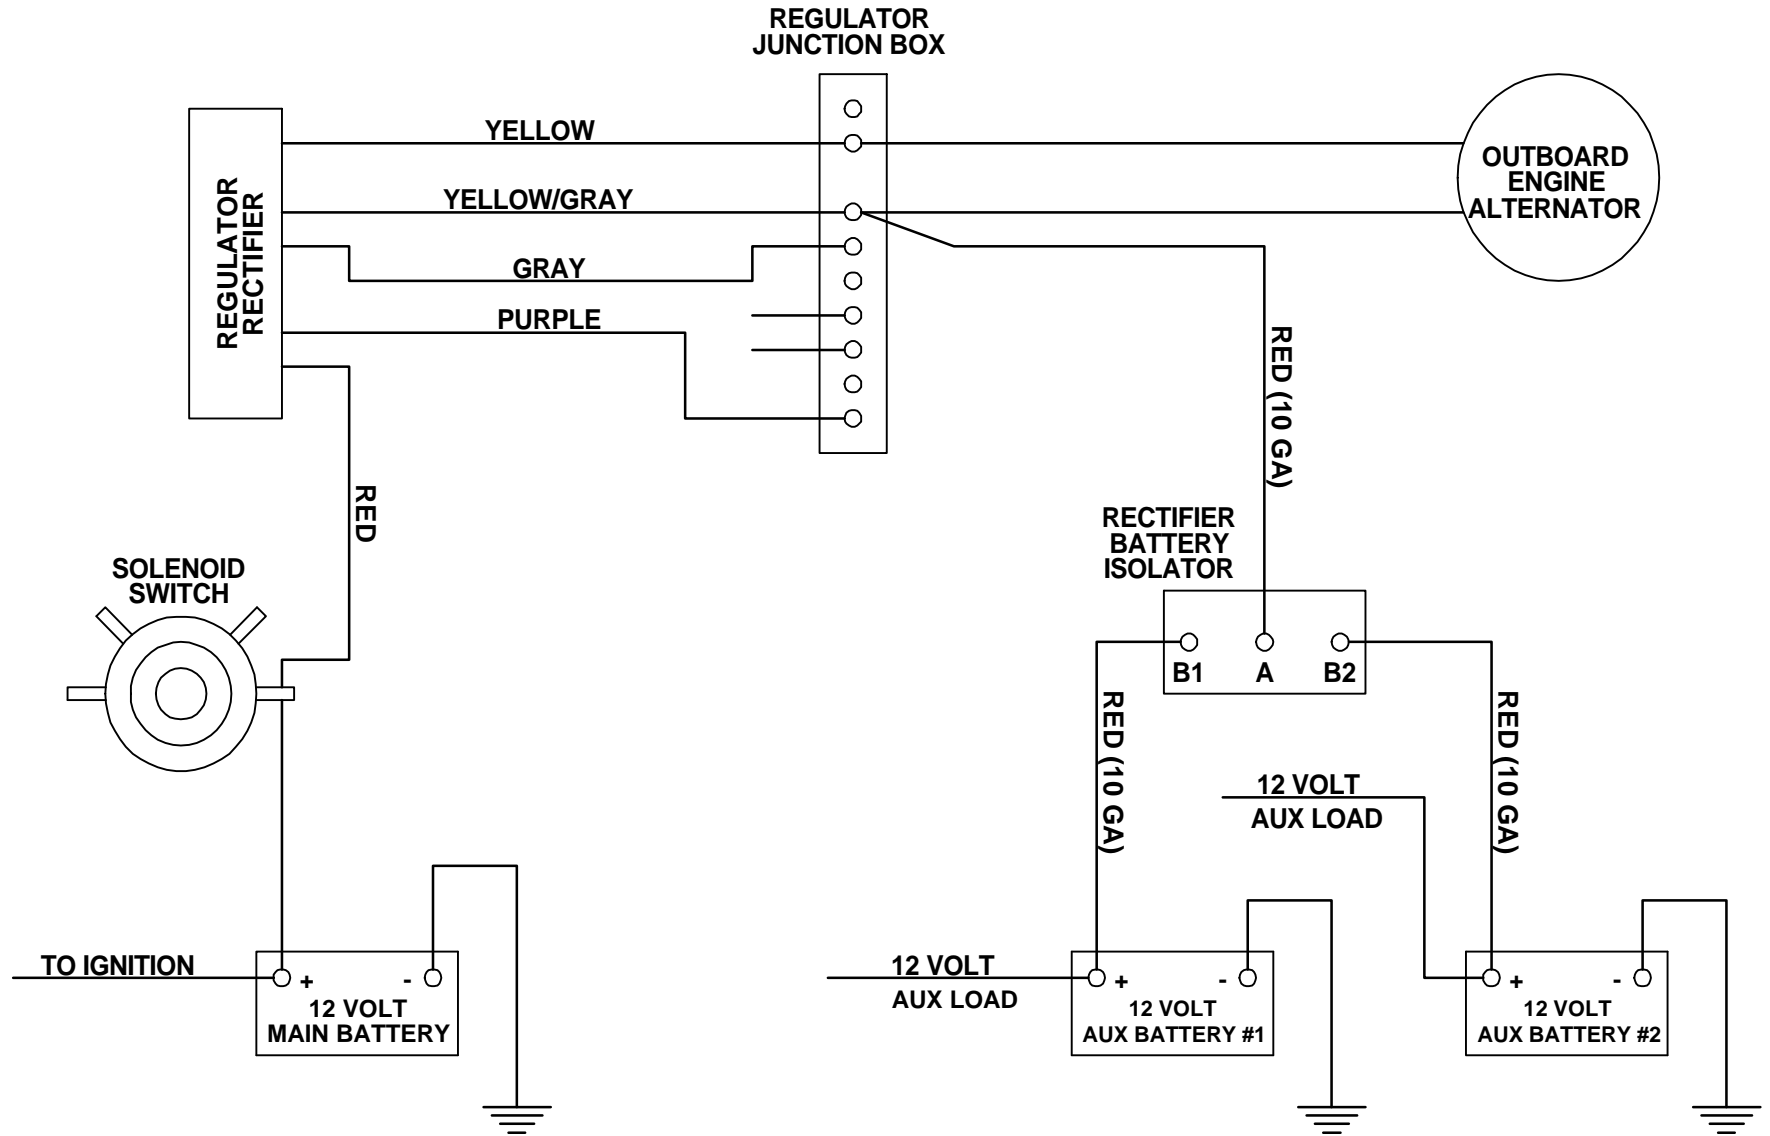 REGULATOR
JUNCTION BOX
YELLOW
YELLOW/GRAY
GRAY
PURPLE
REGULATOR
RECTIFIER
OUTBOARD
ENGINE
ALTERNATOR
RED (10 GA)
RED
SOLENOID
SWITCH
RECTIFIER
BATTERY
ISOLATOR
B1
A
B2
RED (10 GA)
RED (10 GA)
12 VOLT
AUX LOAD
TO IGNITION
+
-
12 VOLT
MAIN BATTERY
12 VOLT
AUX LOAD
+
-
12 VOLT
AUX BATTERY #1
+
-
12 VOLT
AUX BATTERY #2